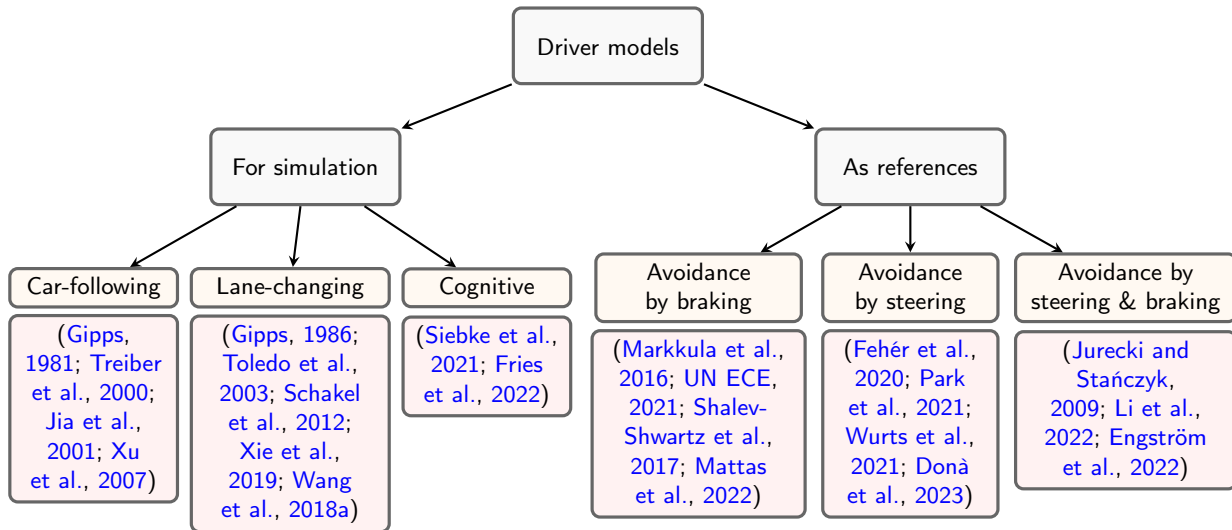 Driver models
For simulation
As references
Car-following
Lane-changing
Cognitive
Avoidance
by braking
Avoidance
by steering
Avoidance by
steering & braking
(Gipps,
1981; Treiber
et al., 2000;
Jia et al.,
2001; Xu
et al., 2007)
(Gipps, 1986;
Toledo et al.,
2003; Schakel
et al., 2012;
Xie et al.,
2019; Wang
et al., 2018a)
(Siebke et al.,
2021; Fries
et al., 2022)
(Markkula et al.,
2016; UN ECE,
2021; Shalev-
Shwartz et al.,
2017; Mattas
et al., 2022)
(Fehér et al.,
2020; Park
et al., 2021;
Wurts et al.,
2021; Donà
et al., 2023)
(Jurecki and
Stańczyk,
2009; Li et al.,
2022; Engström
et al., 2022)